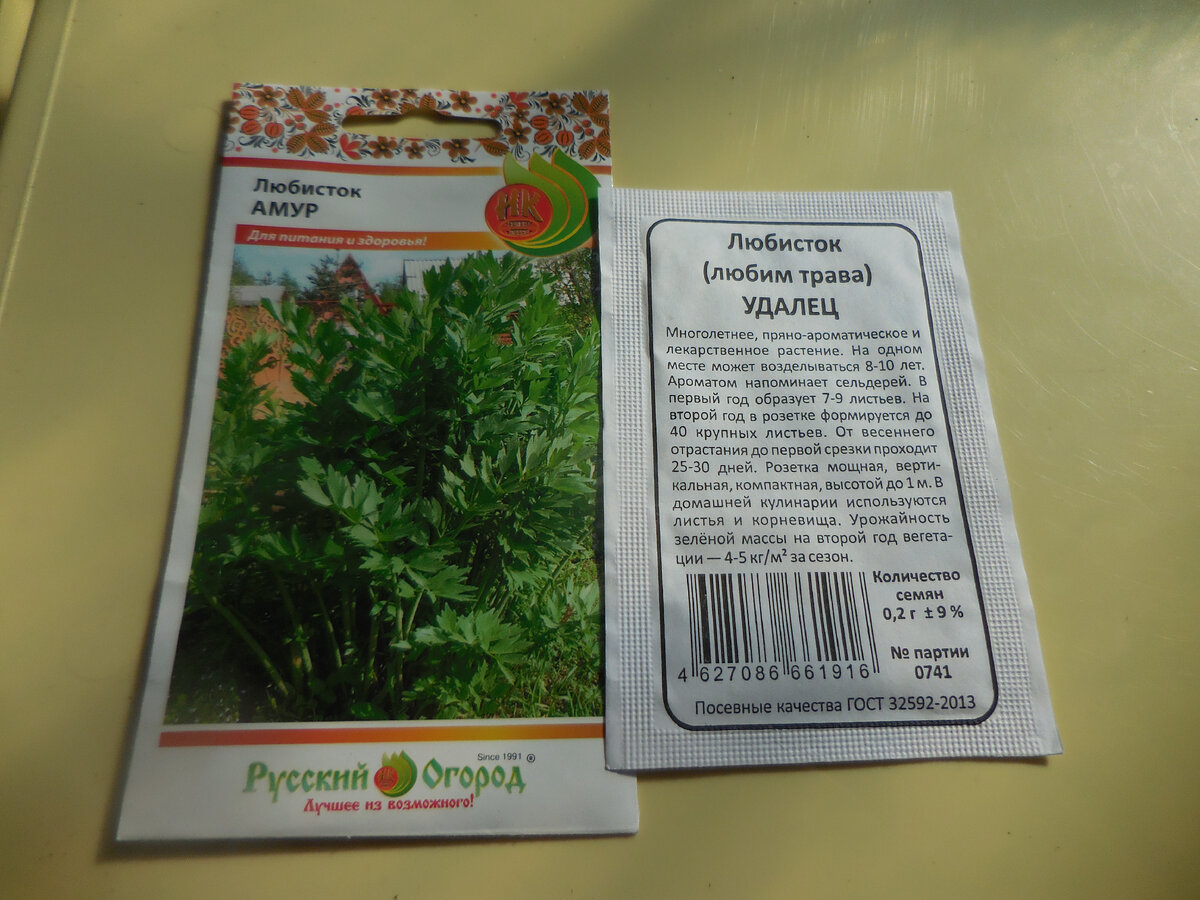 Любисток
АМУР
Для питания и здоровья!
НК
Since 1991 ®
Русский Огород
Лучшее из возможного!
Любисток
(любим трава)
УДАЛЕЦ
Многолетнее, пряно-ароматическое и
лекарственное растение. На одном
месте может возделываться 8-10 лет.
Ароматом напоминает сельдерей. В
первый год образует 7-9 листьев. На
второй год в розетке формируется до
40 крупных листьев. От весеннего
отрастания до первой срезки проходит
25-30 дней. Розетка мощная, верти-
кальная, компактная, высотой до 1 м. В
домашней кулинарии используются
листья и корневища. Урожайность
зелёной массы на второй год вегета-
ции — 4-5 кг/м² за сезон.
Количество
семян
0,2 г ± 9 %
№ партии
0741
4 627086 661916
Посевные качества ГОСТ 32592-2013